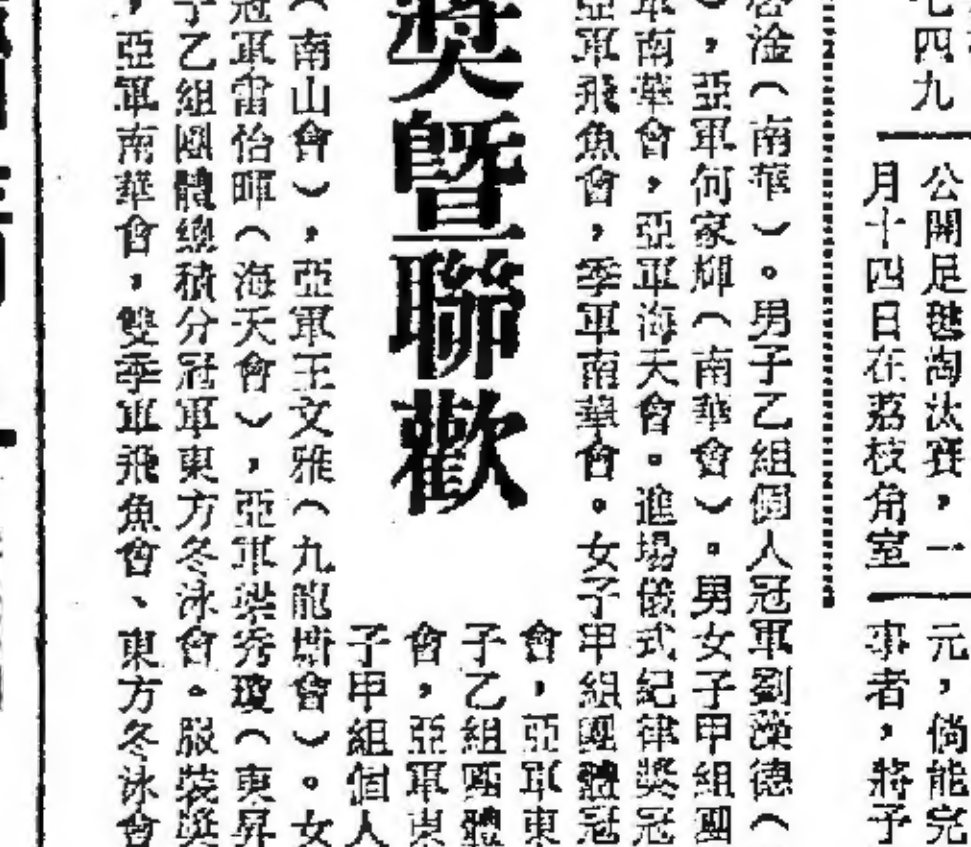 七四九
公開足毽淘汰賽，一
月十四日在荔枝角室
元，倘能完
事者，將予
淦（南華）。男子乙組個人冠軍劉藻德（
，亞軍何家輝（南華會）。男女子甲組團
軍南華會，亞軍海天會。進場儀式紀律獎冠
亞軍飛魚會，季軍南華會。女子甲組團體冠
會，亞軍東
子乙組團體
會，亞軍東
子甲組個人
獎暨聯歡
（南山會），亞軍王文雅（九龍塘會）。女
冠軍雷怡暉（海天會），亞軍梁秀瓊（東昇
子乙組團體總積分冠軍東方冬泳會。服裝獎
，亞軍南華會，雙季軍飛魚會、東方冬泳會